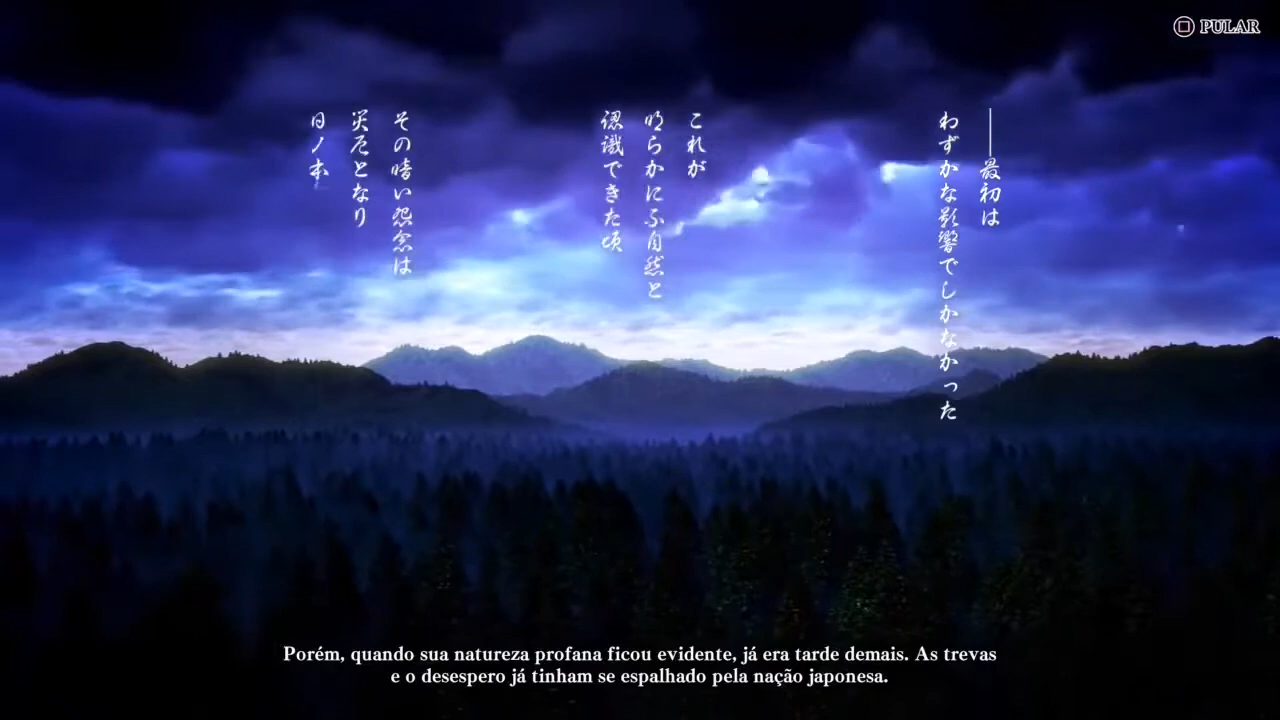 PULAR
──最初は
わずかな影響でしかなかった
これが
明らかに不自然と
認識できた頃
その暗い怨念は
災厄となり
日ノ本
Porém, quando sua natureza profana ficou evidente, já era tarde demais. As trevas
e o desespero já tinham se espalhado pela nação japonesa.